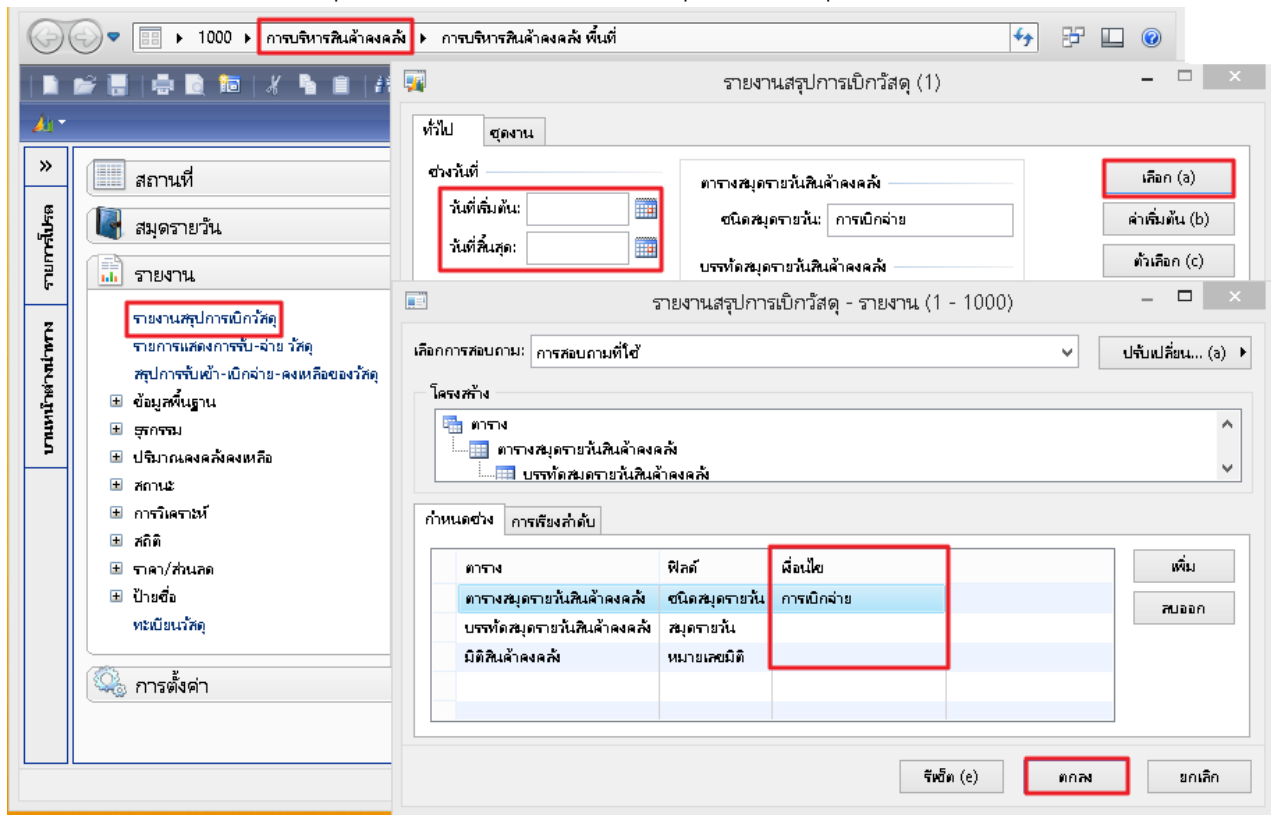 1000 การบริหารสินค้าคงคลัง การบริหารสินค้าคงคลัง พื้นที่
รายงานสรุปการเบิกวัสดุ (1)
ทั่วไป ชุดงาน
ช่วงวันที่
วันที่เริ่มต้น:
วันที่สิ้นสุด:
ตารางสมุดรายวันสินค้าคงคลัง
ชนิดสมุดรายวัน: การเบิกจ่าย
บรรทัดสมุดรายวันสินค้าคงคลัง
เลือก (a)
ค่าเริ่มต้น (b)
ตัวเลือก (c)
รายการโปรด
บานหน้าต่างนำทาง
สถานที่
สมุดรายวัน
รายงาน
รายงานสรุปการเบิกวัสดุ
รายการแสดงการรับ-จ่าย วัสดุ
สรุปการรับเข้า-เบิกจ่าย-คงเหลือของวัสดุ
ข้อมูลพื้นฐาน
ธุรกรรม
ปริมาณคงคลังคงเหลือ
สถานะ
การวิเคราะห์
สถิติ
ราคา/ส่วนลด
ป้ายชื่อ
ทะเบียนวัสดุ
การตั้งค่า
รายงานสรุปการเบิกวัสดุ - รายงาน (1 - 1000)
เลือกการสอบถาม: การสอบถามที่ใช้ ปรับเปลี่ยน... (a)
โครงสร้าง
ตาราง
ตารางสมุดรายวันสินค้าคงคลัง
บรรทัดสมุดรายวันสินค้าคงคลัง
กำหนดช่วง การเรียงลำดับ
ตาราง ฟิลด์ เงื่อนไข
ตารางสมุดรายวันสินค้าคงคลัง ชนิดสมุดรายวัน การเบิกจ่าย
บรรทัดสมุดรายวันสินค้าคงคลัง สมุดรายวัน
มิติสินค้าคงคลัง หมายเลขมิติ
เพิ่ม
ลบออก
รีเซ็ต (e) ตกลง ยกเลิก